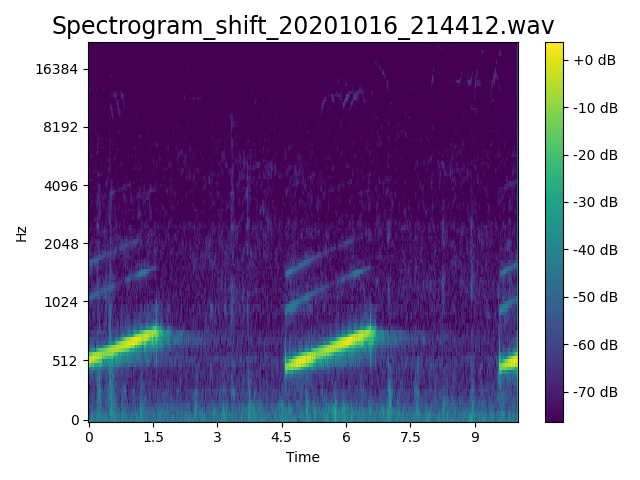 Spectrogram_shift_20201016_214412.wav
16384
8192
4096
2048
1024
512
0
Hz
0 1.5 3 4.5 6 7.5 9
Time
+0 dB
-10 dB
-20 dB
-30 dB
-40 dB
-50 dB
-60 dB
-70 dB